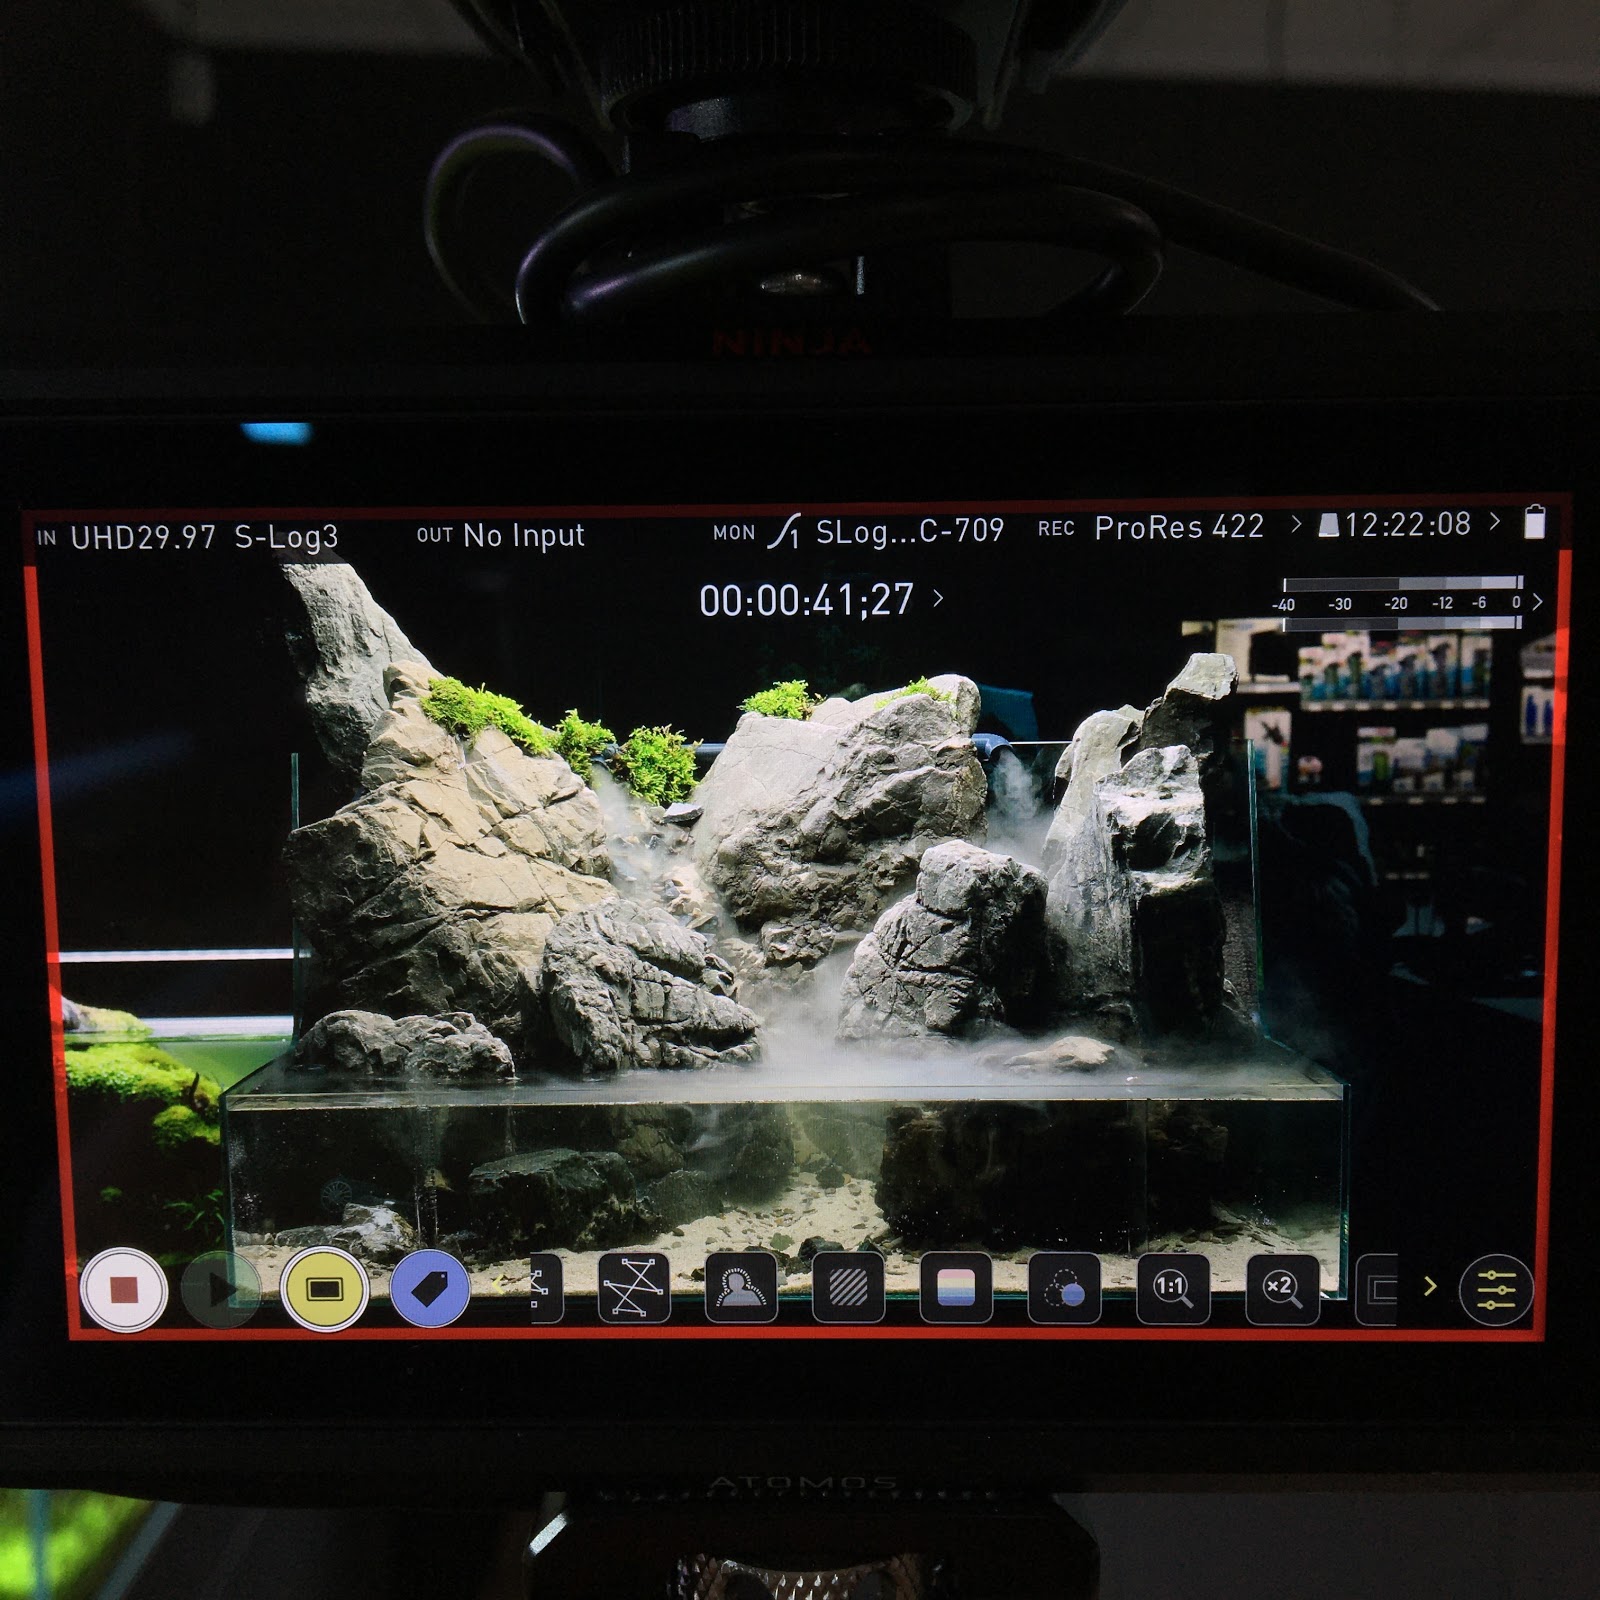 NINJA
IN UHD29.97 S-Log3 OUT No Input MON SLog...C-709 REC ProRes 422 > 12:22:08 >
00:00:41;27 >
-40 -30 -20 -12 -6 0 >
1:1 x2 >
ATOMOS